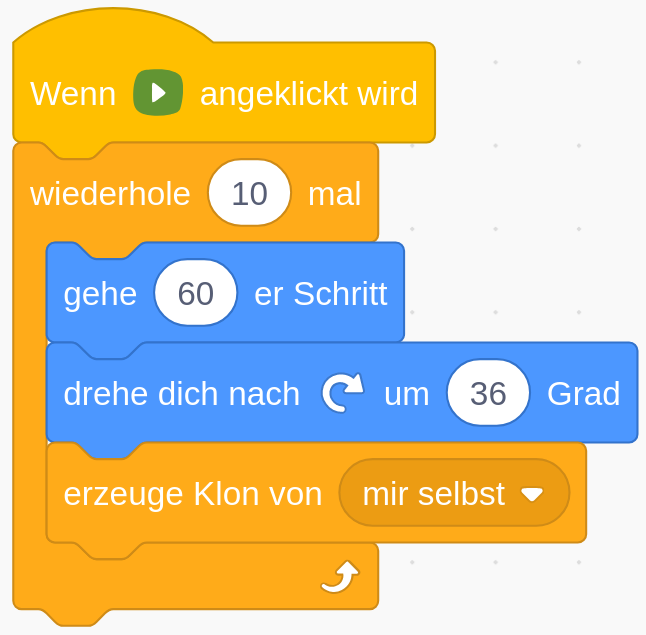 Wenn angeklickt wird
wiederhole 10 mal
gehe 60 er Schritt
drehe dich nach um 36 Grad
erzeuge Klon von mir selbst